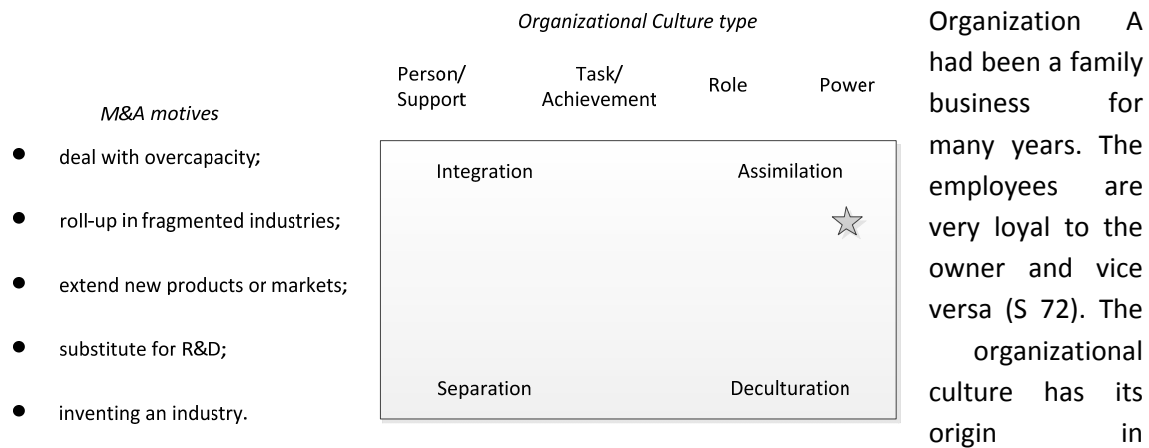 Organizational Culture type
Person/
Support
Task/
Achievement
Role
Power
M&A motives
● deal with overcapacity;
● roll-up in fragmented industries;
● extend new products or markets;
● substitute for R&D;
● inventing an industry.
Integration
Assimilation
Separation
Deculturation
Organization A
had been a family
business for
many years. The
employees are
very loyal to the
owner and vice
versa (S 72). The
organizational
culture has its
origin in